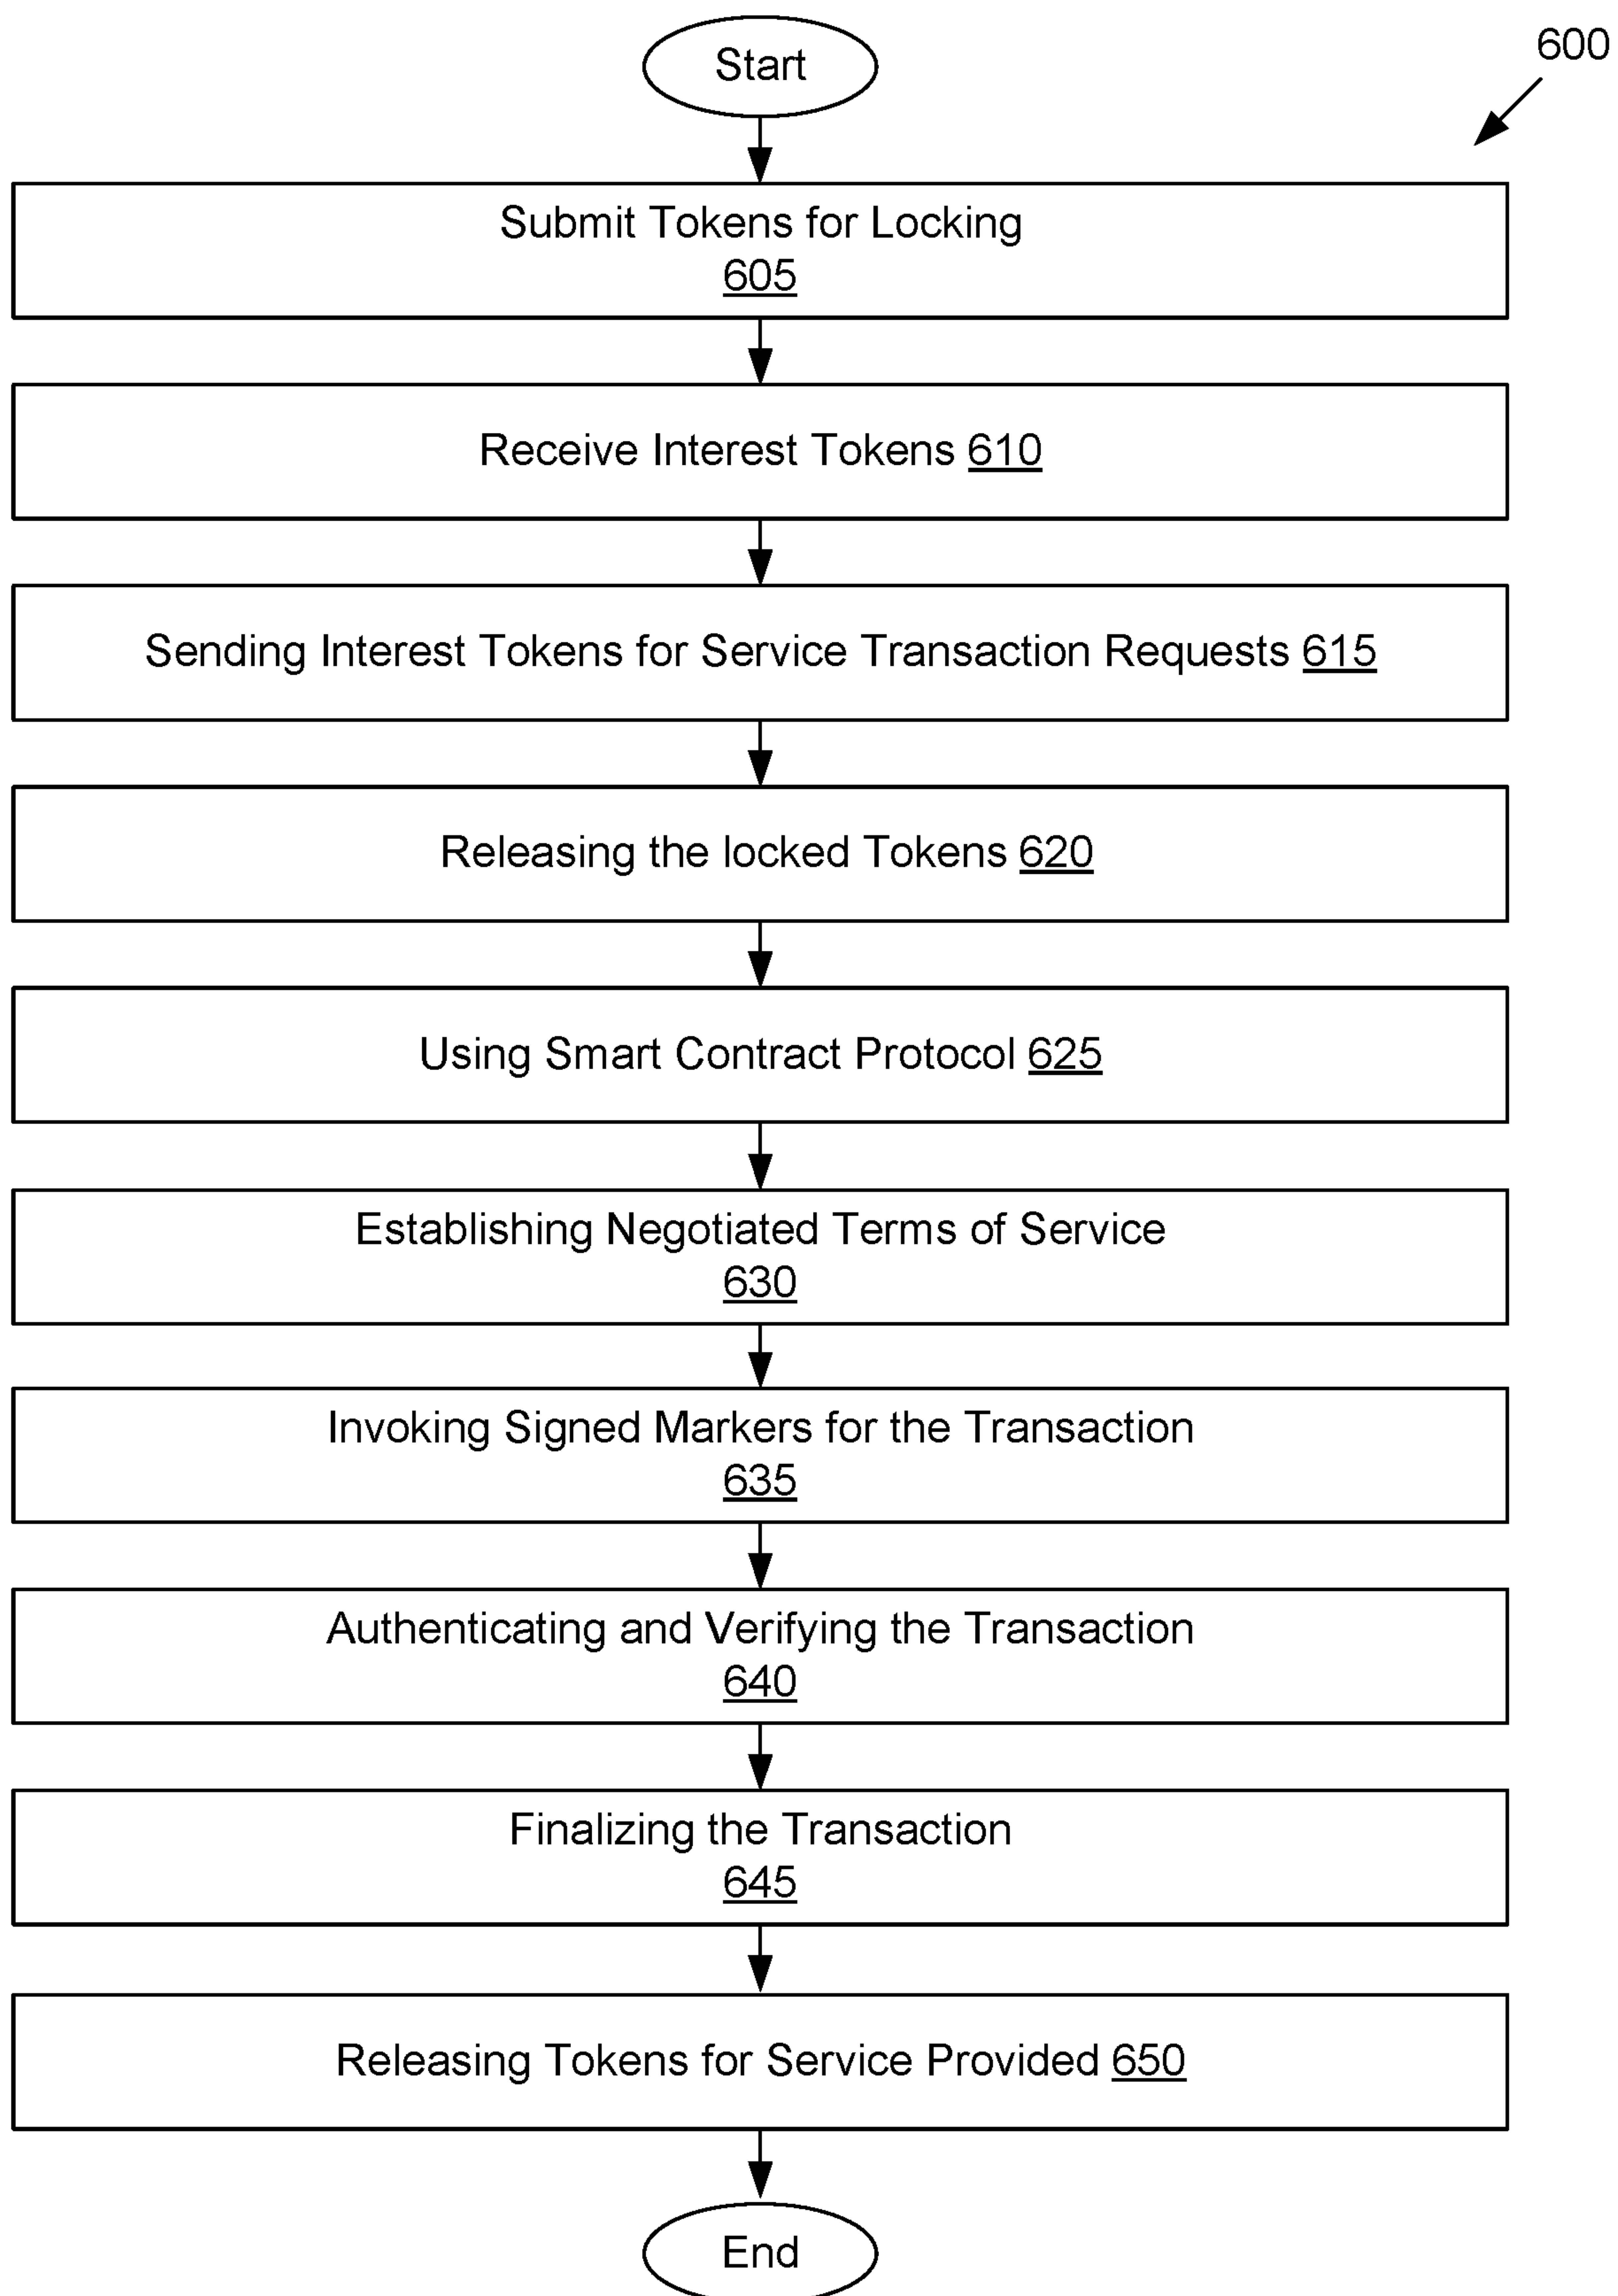 Start
600
Submit Tokens for Locking
605
Receive Interest Tokens 610
Sending Interest Tokens for Service Transaction Requests 615
Releasing the locked Tokens 620
Using Smart Contract Protocol 625
Establishing Negotiated Terms of Service
630
Invoking Signed Markers for the Transaction
635
Authenticating and Verifying the Transaction
640
Finalizing the Transaction
645
Releasing Tokens for Service Provided 650
End